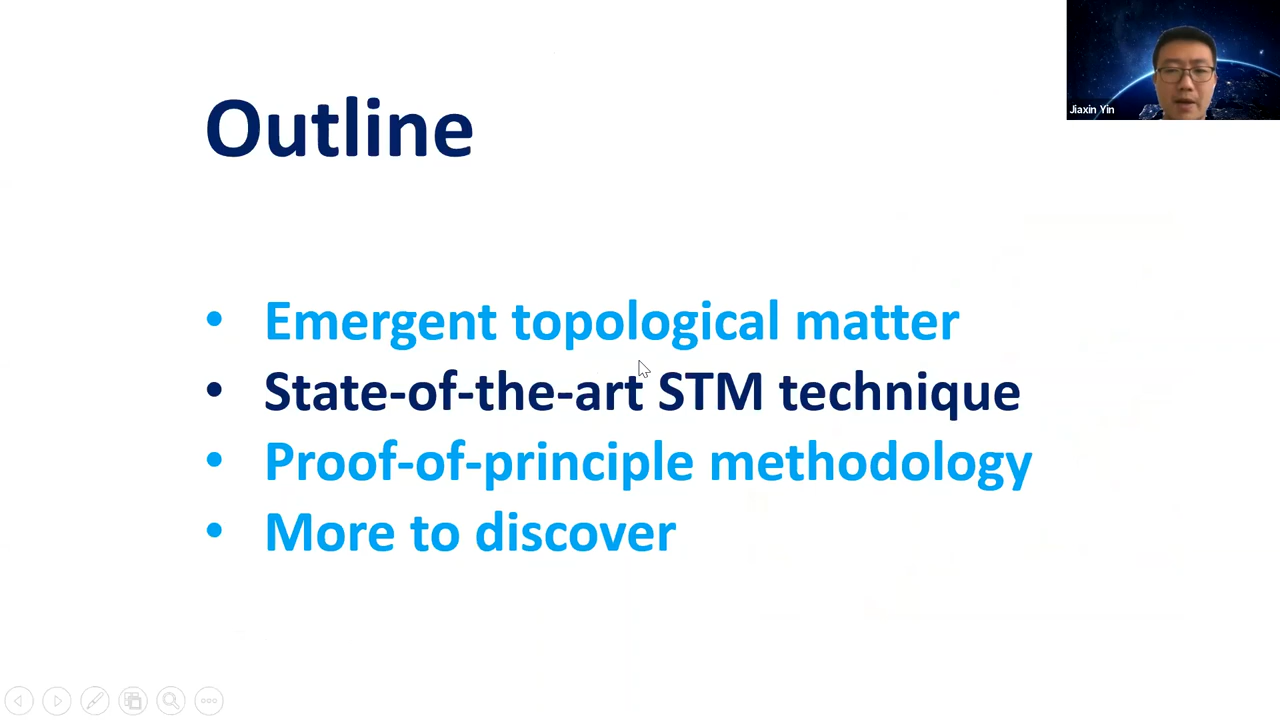 Outline
Jiaxin Yin
• Emergent topological matter
• State-of-the-art STM technique
• Proof-of-principle methodology
• More to discover